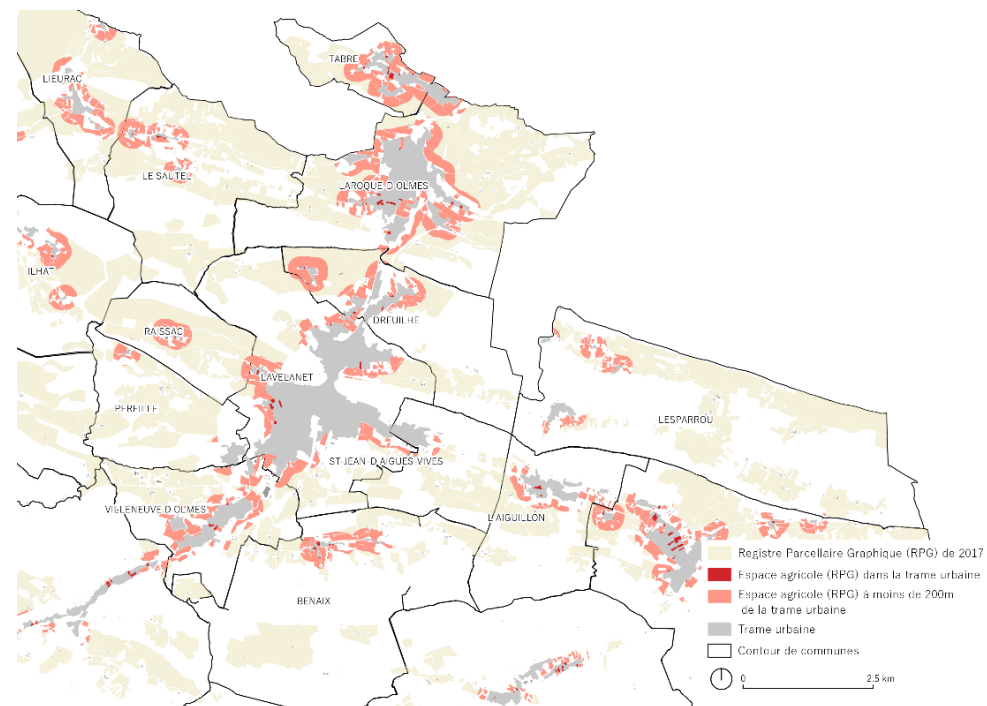 TABRE
LIEURAC
LE SAUTEL
LAROQUE-D'OLMES
ILHAT
DREUILHE
RAISSAC
LAVELANET
PEREILLE
LESPARROU
ST-JEAN-D'AIGUES-VIVES
VILLENEUVE D'OLMES
L'AIGUILLON
BENAIX
Registre Parcellaire Graphique (RPG) de 2017
Espace agricole (RPG) dans la trame urbaine
Espace agricole (RPG) à moins de 200m
de la trame urbaine
Trame urbaine
Contour de communes
0 2.5 km